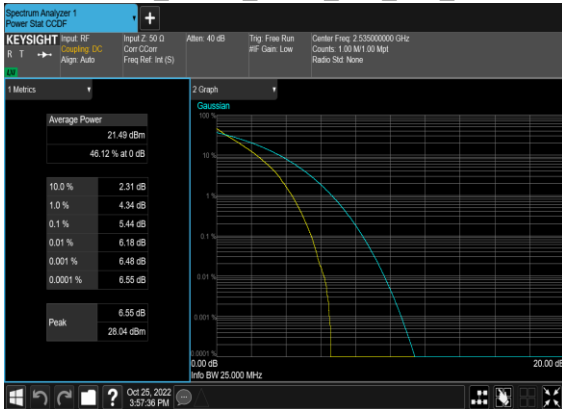 Spectrum Analyzer 1
Power Stat CCDF
+
KEYSIGHT
R T
LXI
Input: RF
Coupling: DC
Align: Auto
Input Z: 50 Ω
Corr CCorr
Freq Ref: Int (S)
Atten: 40 dB
Trig: Free Run
#IF Gain: Low
Center Freq: 2.535000000 GHz
Counts: 1.00 M/1.00 Mpt
Radio Std: None
1 Metrics
Average Power
21.49 dBm
46.12 % at 0 dB
10.0 % 2.31 dB
1.0 % 4.34 dB
0.1 % 5.44 dB
0.01 % 6.18 dB
0.001 % 6.48 dB
0.0001 % 6.55 dB
Peak
6.55 dB
28.04 dBm
2 Graph
Gaussian
100 %
10 %
1 %
0.1 %
0.01 %
0.001 %
0.0001 %
0.00 dB
20.00 dB
Info BW 25.000 MHz
?
Oct 25, 2022
3:57:36 PM